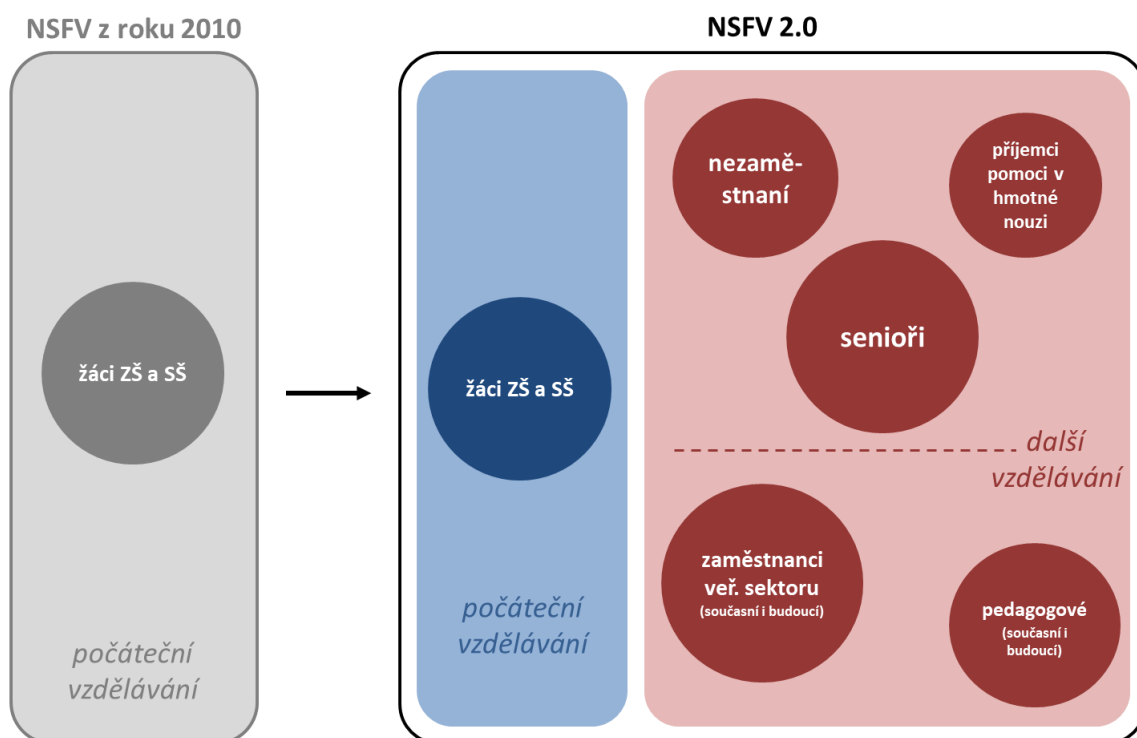 NSFV z roku 2010
žáci ZŠ a SŠ
počáteční
vzdělávání
NSFV 2.0
žáci ZŠ a SŠ
počáteční
vzdělávání
nezamě-
stnaní
příjemci
pomoci v
hmotné
nouzi
senioři
další
vzdělávání
zaměstnanci
veř. sektoru
(současní i budoucí)
pedagogové
(současní i
budoucí)